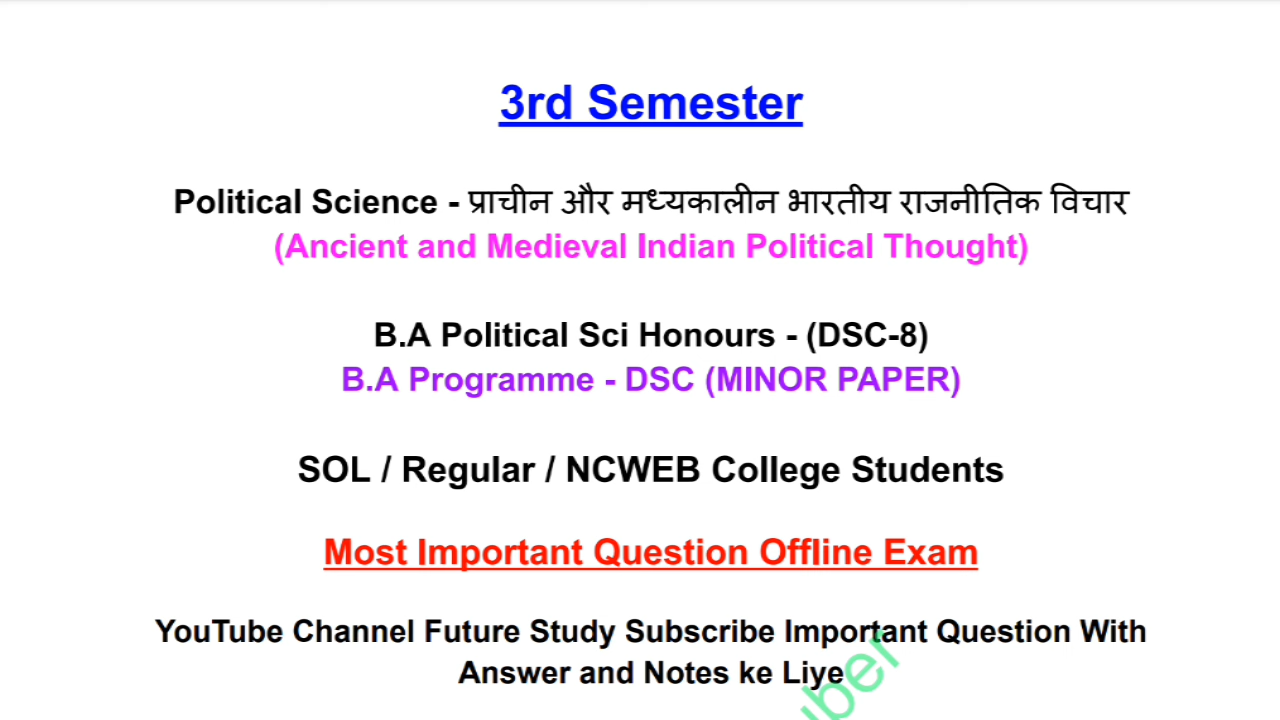 3rd Semester
Political Science - प्राचीन और मध्यकालीन भारतीय राजनीतिक विचार
(Ancient and Medieval Indian Political Thought)
B.A Political Sci Honours - (DSC-8)
B.A Programme - DSC (MINOR PAPER)
SOL / Regular / NCWEB College Students
Most Important Question Offline Exam
YouTube Channel Future Study Subscribe Important Question With
Answer and Notes ke Liye